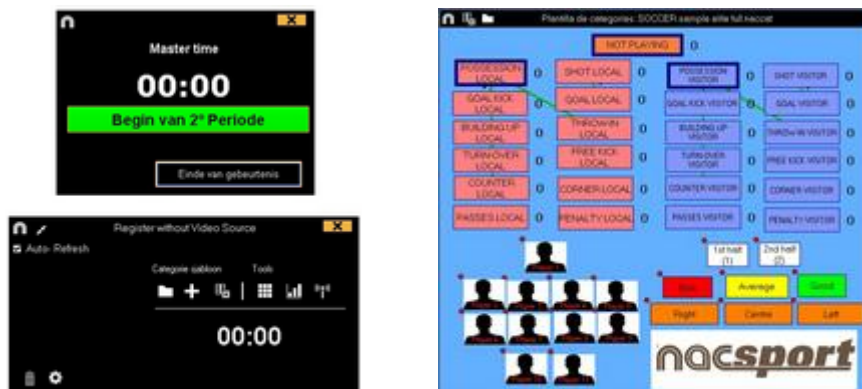 Master time
00:00
Begin van 2º Periode
Einde van gebeurtenis
Register without Video Source
Auto- Refresh
Categorie sjabloon Tools
00:00
Plantilla de categories: SOCCER sample elite full.naccat
NOT PLAYING 0
POSSESSION LOCAL 0
SHOT LOCAL 0
POSSESSION VISITOR 0
SHOT VISITOR 0
GOAL KICK LOCAL 0
GOAL LOCAL 0
GOAL KICK VISITOR 0
GOAL VISITOR 0
BUILDING UP LOCAL 0
THROW-IN LOCAL 0
BUILDING UP VISITOR 0
THROW-IN VISITOR 0
TURN-OVER LOCAL 0
FREE KICK LOCAL 0
TURN-OVER VISITOR 0
FREE KICK VISITOR 0
COUNTER LOCAL 0
CORNER LOCAL 0
COUNTER VISITOR 0
CORNER VISITOR 0
PASSES LOCAL 0
PENALTY LOCAL 0
PASSES VISITOR 0
PENALTY VISITOR 0
1st half (1)
2nd half (2)
Average
Good
Right
Centre
Left
nacsport